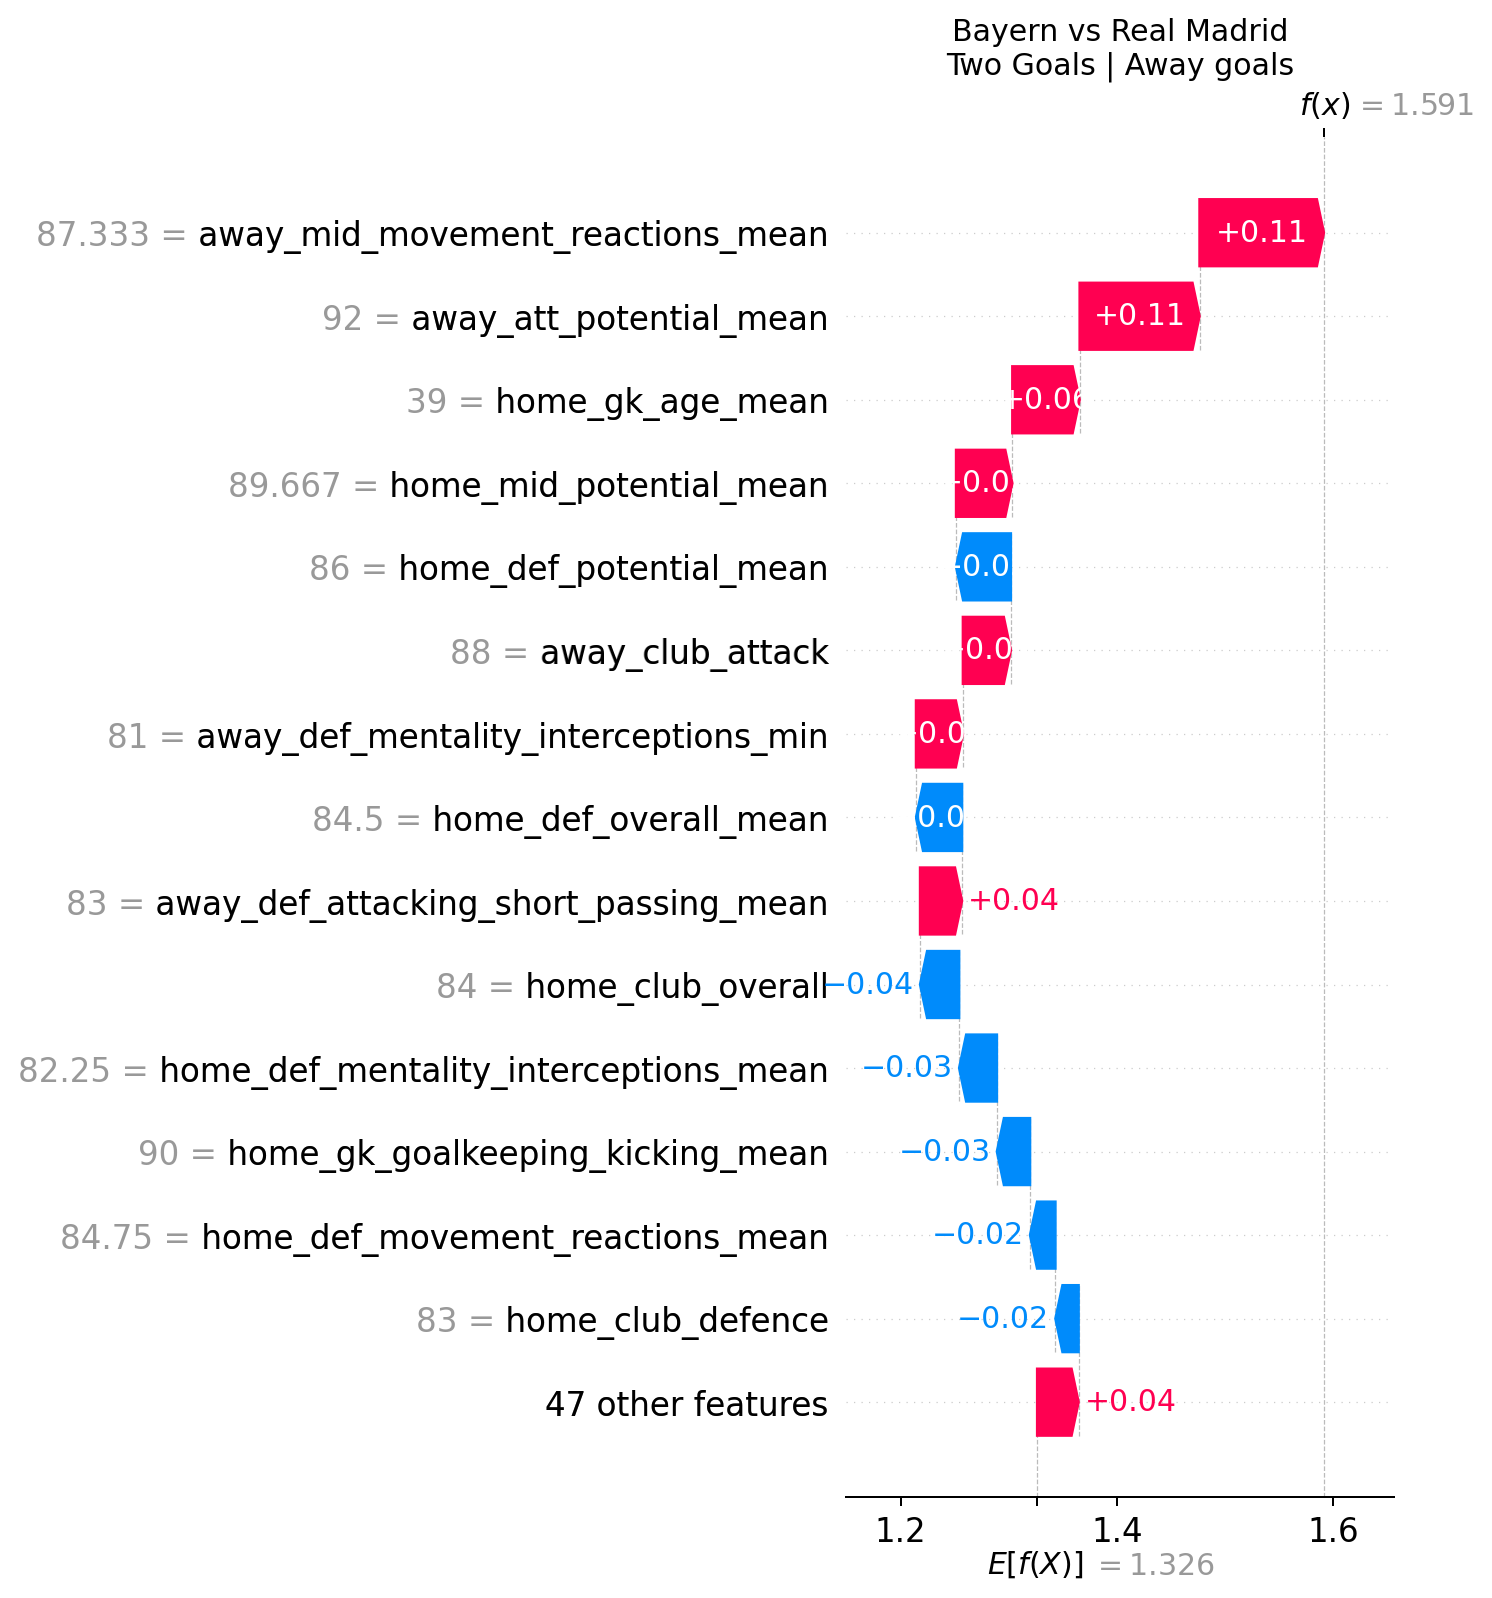 Bayern vs Real Madrid
Two Goals | Away goals
f(x) = 1.591
87.333 = away_mid_movement_reactions_mean +0.11
92 = away_att_potential_mean +0.11
39 = home_gk_age_mean +0.06
89.667 = home_mid_potential_mean
86 = home_def_potential_mean
88 = away_club_attack
81 = away_def_mentality_interceptions_min
84.5 = home_def_overall_mean
83 = away_def_attacking_short_passing_mean +0.04
84 = home_club_overall −0.04
82.25 = home_def_mentality_interceptions_mean −0.03
90 = home_gk_goalkeeping_kicking_mean −0.03
84.75 = home_def_movement_reactions_mean −0.02
83 = home_club_defence −0.02
47 other features +0.04
1.2 1.4 1.6
E[f(X)] = 1.326